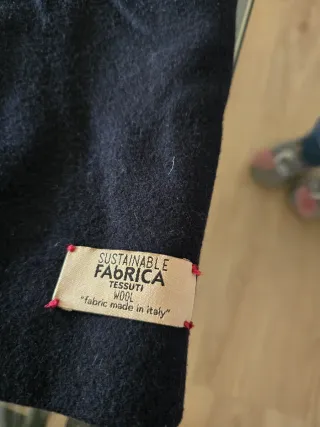 SUSTAINABLE
FAbRICA
TESSUTI
WOOL
"fabric made in italy"